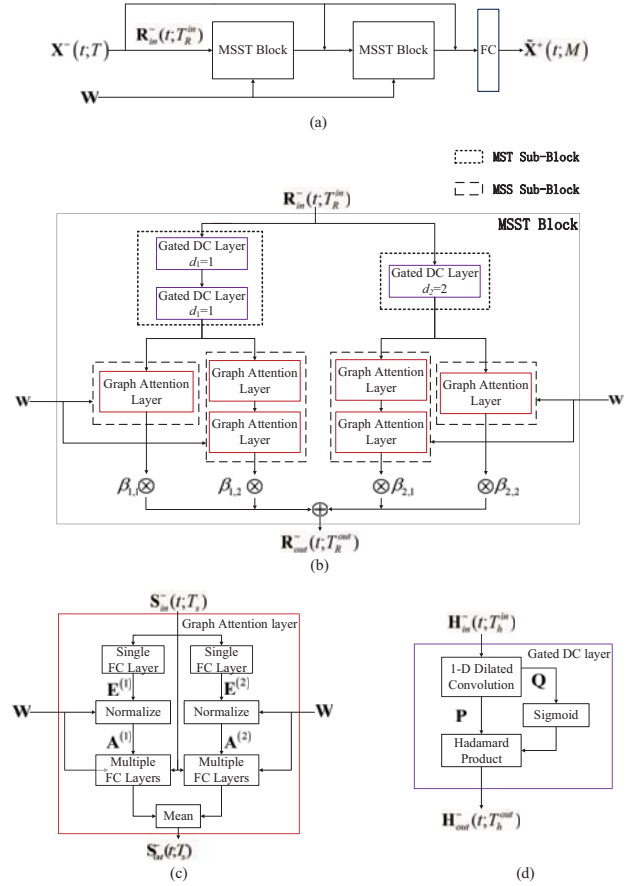 X⁻(t;T)
R⁻in(t;T_R^in)
MSST Block
MSST Block
FC
X̃⁺(t;M)
W
(a)
MST Sub-Block
MSS Sub-Block
R⁻in(t;T_R^in)
MSST Block
Gated DC Layer
d₁=1
Gated DC Layer
d₁=1
Gated DC Layer
d₂=2
Graph Attention
Layer
Graph Attention
Layer
Graph Attention
Layer
Graph Attention
Layer
Graph Attention
Layer
Graph Attention
Layer
W
W
β₁,₁⊗
β₁,₂⊗
⊗β₂,₁
⊗β₂,₂
⊕
R⁻out(t;T_R^out)
(b)
S⁻in(t;T_s)
Graph Attention layer
Single
FC Layer
Single
FC Layer
E⁽¹⁾
E⁽²⁾
W
Normalize
Normalize
W
A⁽¹⁾
A⁽²⁾
Multiple
FC Layers
Multiple
FC Layers
Mean
S⁻out(t;T_s)
(c)
H⁻in(t;T_h^in)
Gated DC layer
1-D Dilated
Convolution
Q
P
Sigmoid
Hadamard
Product
H⁻out(t;T_h^out)
(d)